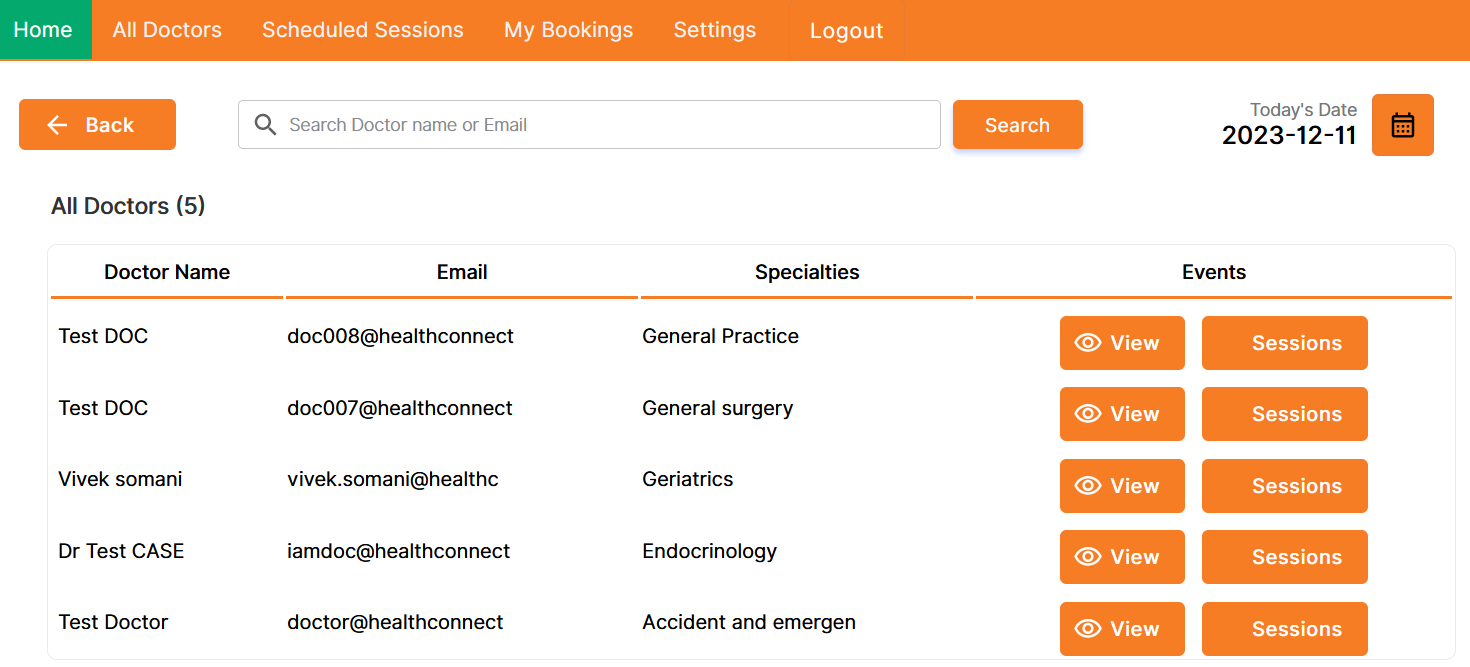 Home All Doctors Scheduled Sessions My Bookings Settings Logout
Back Search Doctor name or Email Search Today's Date
2023-12-11
All Doctors (5)
Doctor Name Email Specialties Events
Test DOC doc008@healthconnect General Practice View Sessions
Test DOC doc007@healthconnect General surgery View Sessions
Vivek somani vivek.somani@healthc Geriatrics View Sessions
Dr Test CASE iamdoc@healthconnect Endocrinology View Sessions
Test Doctor doctor@healthconnect Accident and emergen View Sessions